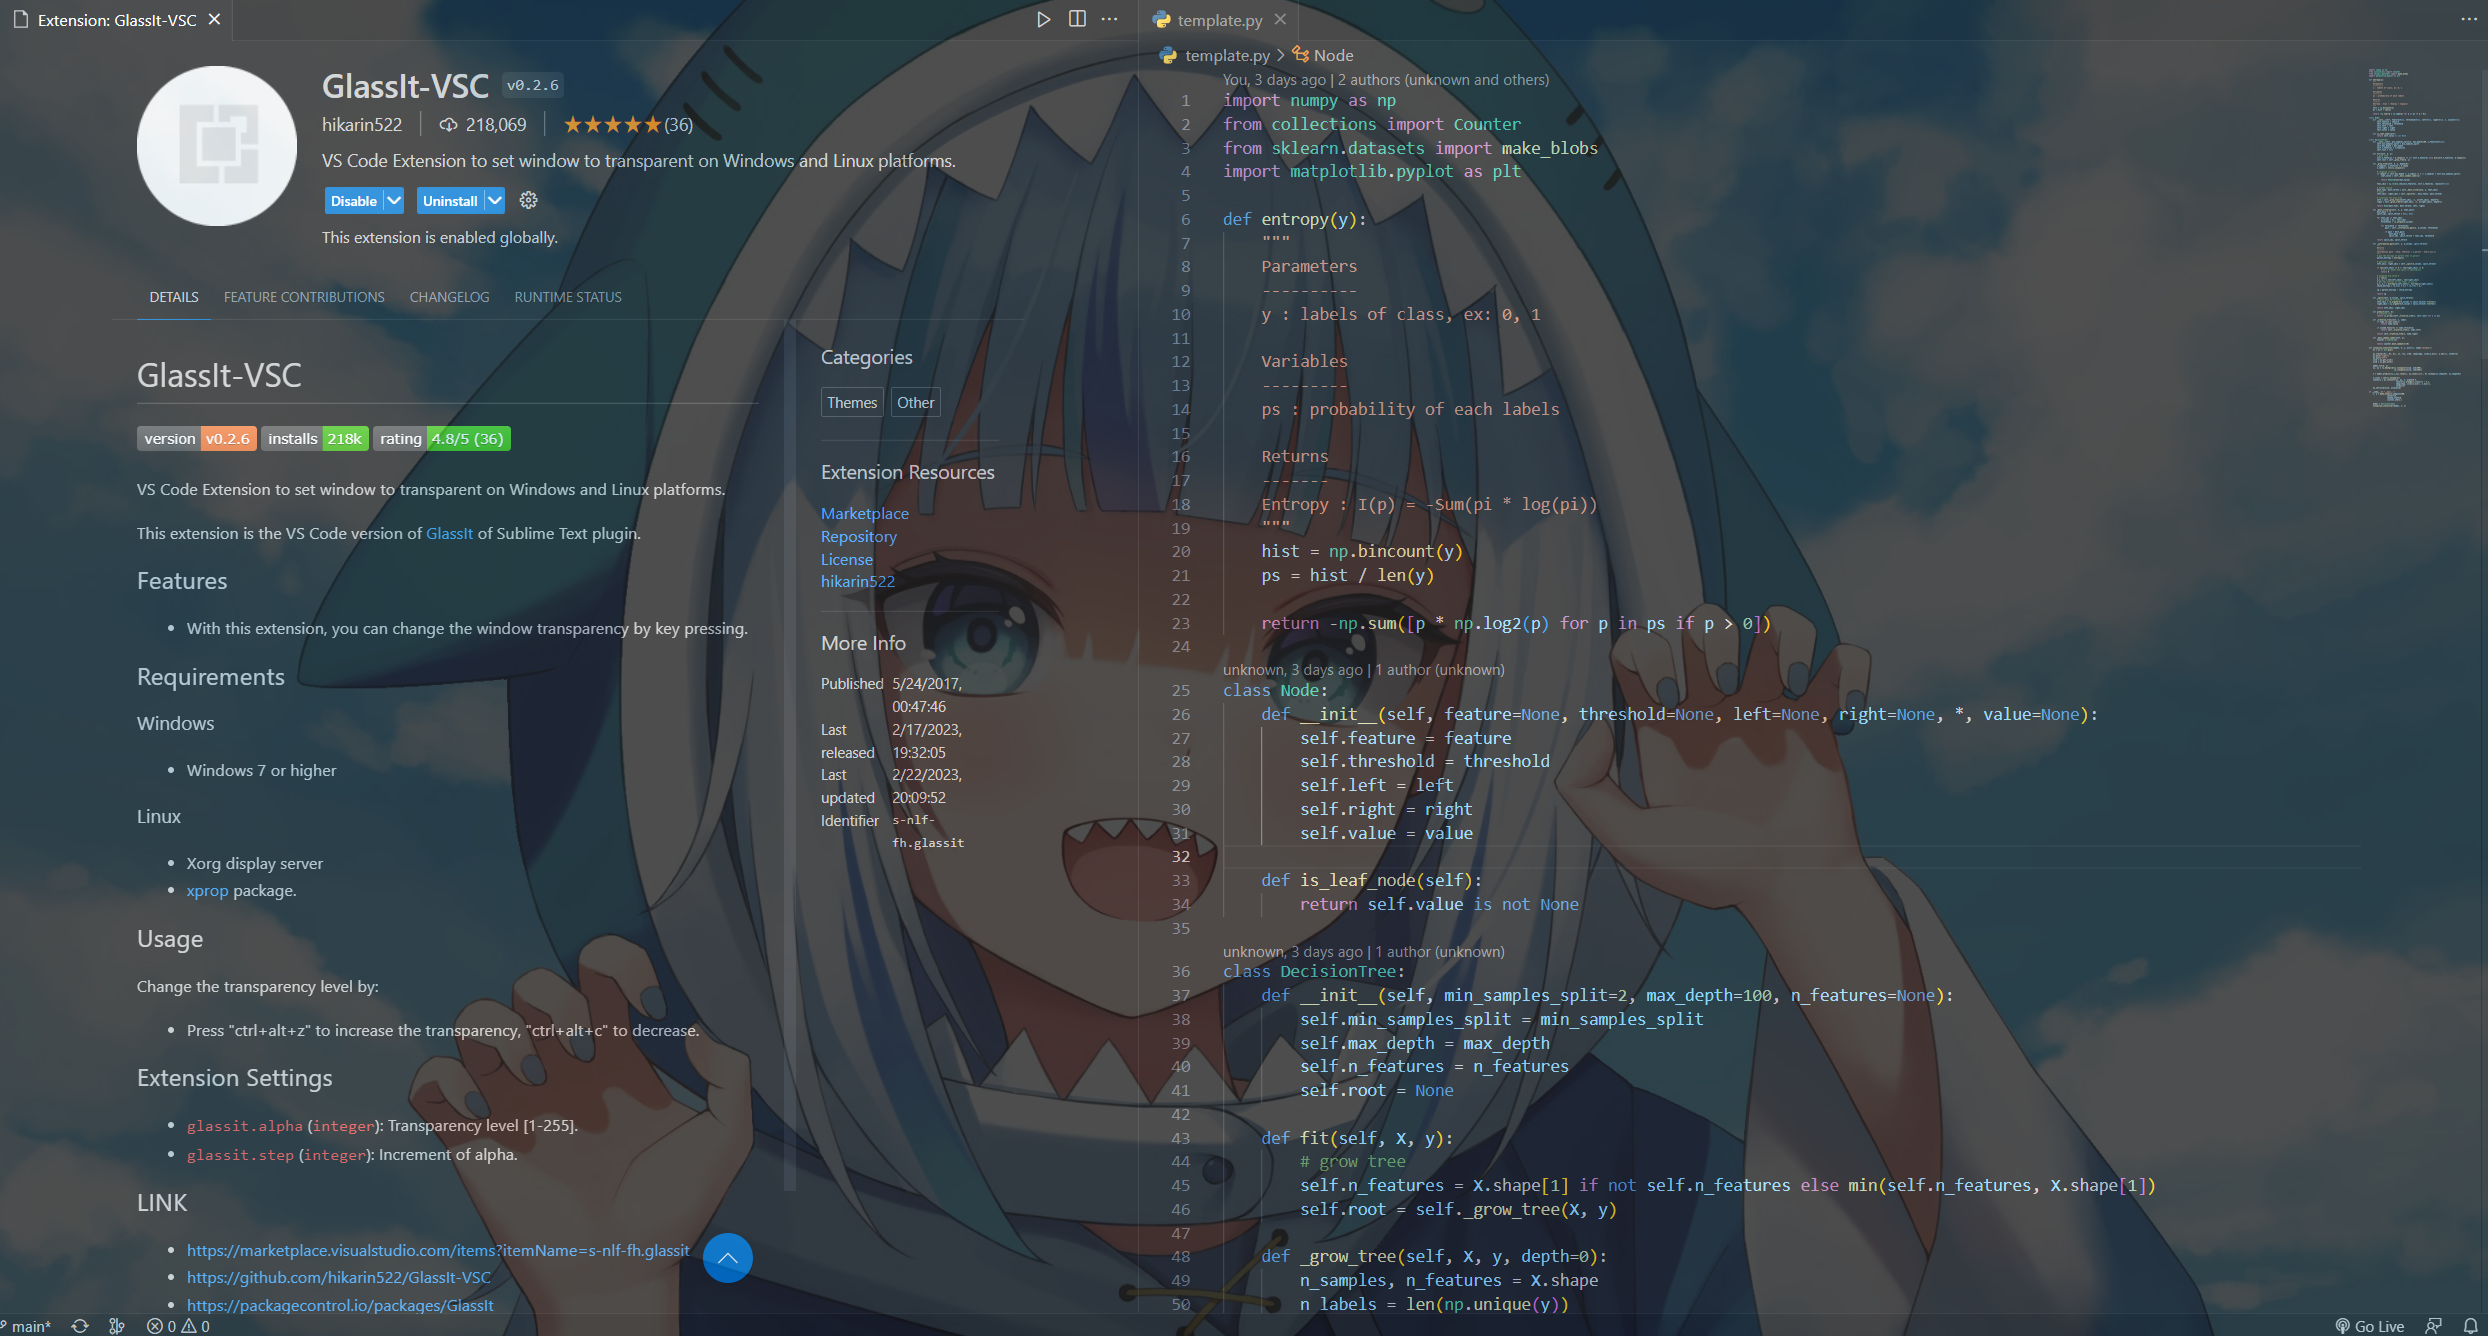 Extension: GlassIt-VSC
GlassIt-VSC v0.2.6
hikarin522 218,069 (36)
VS Code Extension to set window to transparent on Windows and Linux platforms.
Disable Uninstall
This extension is enabled globally.
DETAILS FEATURE CONTRIBUTIONS CHANGELOG RUNTIME STATUS
GlassIt-VSC
version v0.2.6 installs 218k rating 4.8/5 (36)
VS Code Extension to set window to transparent on Windows and Linux platforms.
This extension is the VS Code version of GlassIt of Sublime Text plugin.
Features
• With this extension, you can change the window transparency by key pressing.
Requirements
Windows
• Windows 7 or higher
Linux
• Xorg display server
• xprop package.
Usage
Change the transparency level by:
• Press "ctrl+alt+z" to increase the transparency, "ctrl+alt+c" to decrease.
Extension Settings
• glassit.alpha (integer): Transparency level [1-255].
• glassit.step (integer): Increment of alpha.
LINK
• https://marketplace.visualstudio.com/items?itemName=s-nlf-fh.glassit
• https://github.com/hikarin522/GlassIt-VSC
• https://packagecontrol.io/packages/GlassIt
Categories
Themes Other
Extension Resources
Marketplace
Repository
License
hikarin522
More Info
Published 5/24/2017,
00:47:46
Last 2/17/2023,
released 19:32:05
Last 2/22/2023,
updated 20:09:52
Identifier s-nlf-
fh.glassit
template.py
template.py > Node
You, 3 days ago | 2 authors (unknown and others)
1 import numpy as np
2 from collections import Counter
3 from sklearn.datasets import make_blobs
4 import matplotlib.pyplot as plt
5
6 def entropy(y):
7 """
8 Parameters
9 ----------
10 y : labels of class, ex: 0, 1
11
12 Variables
13 ---------
14 ps : probability of each labels
15
16 Returns
17 -------
18 Entropy : I(p) = -Sum(pi * log(pi))
19 """
20 hist = np.bincount(y)
21 ps = hist / len(y)
22
23 return -np.sum([p * np.log2(p) for p in ps if p > 0])
24
unknown, 3 days ago | 1 author (unknown)
25 class Node:
26 def __init__(self, feature=None, threshold=None, left=None, right=None, *, value=None):
27 self.feature = feature
28 self.threshold = threshold
29 self.left = left
30 self.right = right
31 self.value = value
32
33 def is_leaf_node(self):
34 return self.value is not None
35
unknown, 3 days ago | 1 author (unknown)
36 class DecisionTree:
37 def __init__(self, min_samples_split=2, max_depth=100, n_features=None):
38 self.min_samples_split = min_samples_split
39 self.max_depth = max_depth
40 self.n_features = n_features
41 self.root = None
42
43 def fit(self, X, y):
44 # grow tree
45 self.n_features = X.shape[1] if not self.n_features else min(self.n_features, X.shape[1])
46 self.root = self._grow_tree(X, y)
47
48 def _grow_tree(self, X, y, depth=0):
49 n_samples, n_features = X.shape
50 n_labels = len(np.unique(y))
main* 0 0 Go Live